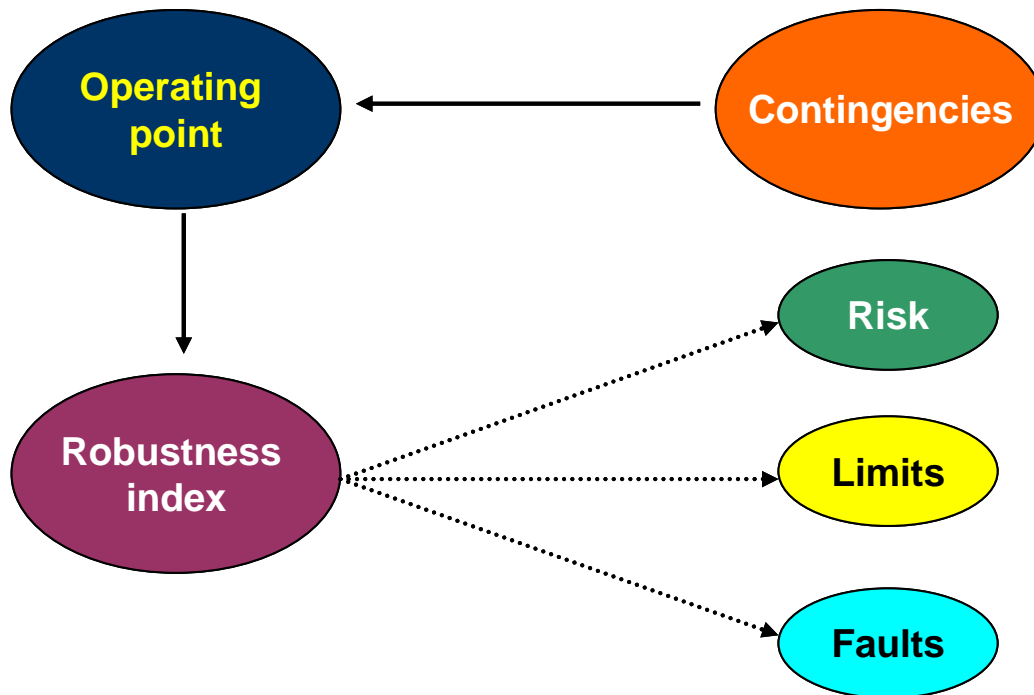 Operating
point
Contingencies
Risk
Robustness
index
Limits
Faults